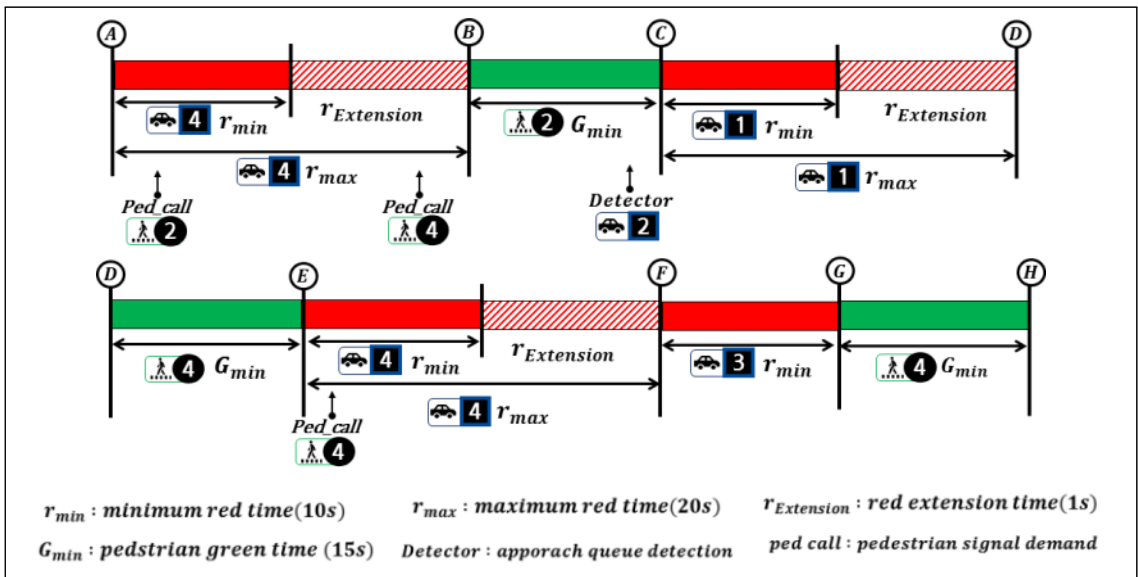 A B C D
4 r_min r_Extension 2 G_min 1 r_min r_Extension
4 r_max 1 r_max
Ped_call Ped_call Detector
2 4 2
D E F G H
4 G_min 4 r_min r_Extension 3 r_min 4 G_min
4 r_max
Ped_call
4
r_min : minimum red time(10s) r_max : maximum red time(20s) r_Extension : red extension time(1s)
G_min : pedstrian green time (15s) Detector : apporach queue detection ped call : pedestrian signal demand